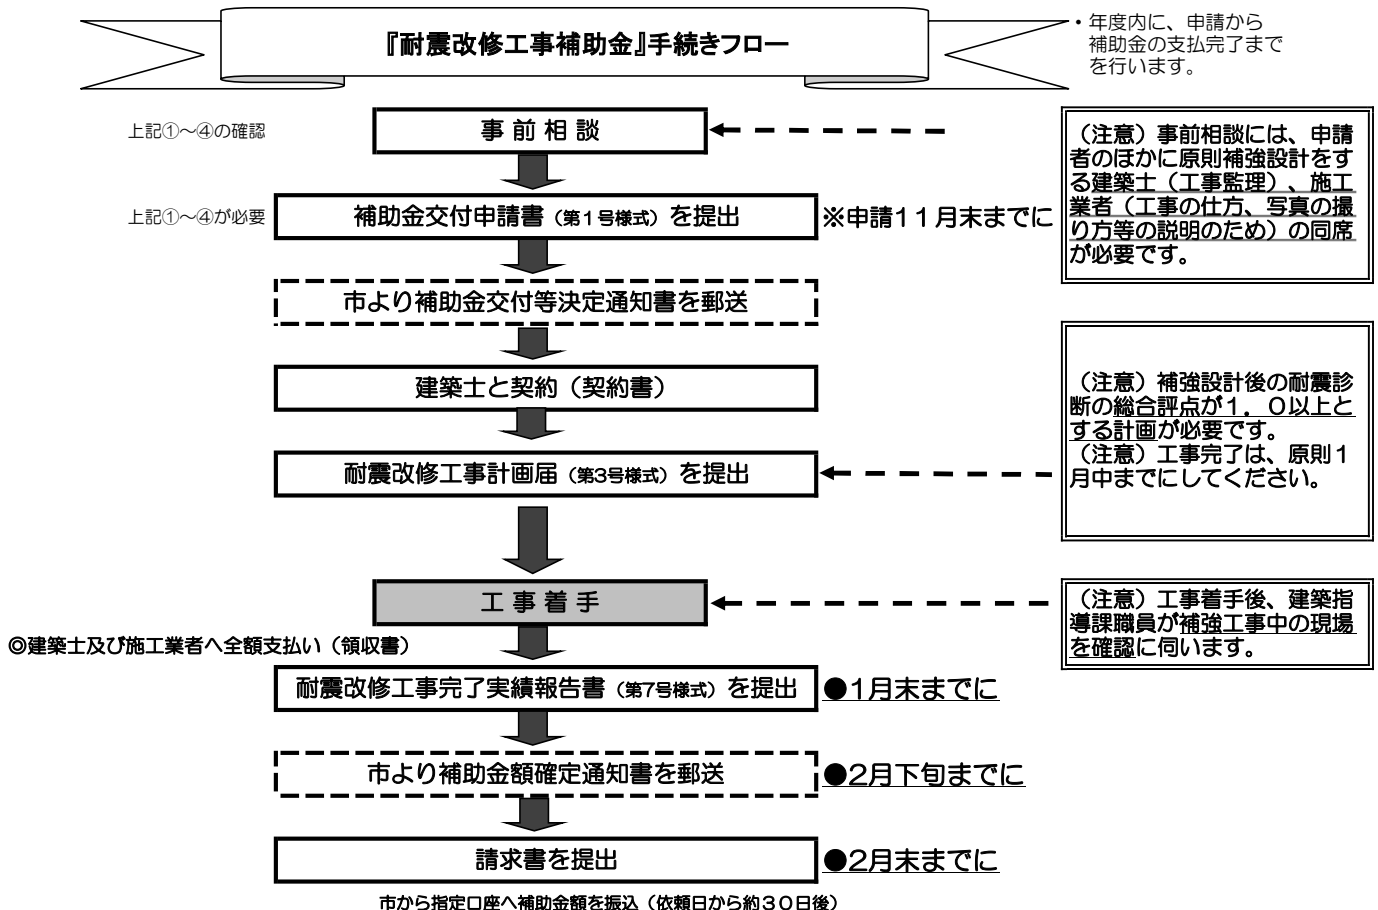 『耐震改修工事補助金』手続きフロー
・年度内に、申請から
補助金の支払完了まで
を行います。
上記①～④の確認
事 前 相 談
（注意）事前相談には、申請
者のほかに原則補強設計をす
る建築士（工事監理）、施工
業者（工事の仕方、写真の撮
り方等の説明のため）の同席
が必要です。
上記①～④が必要
補助金交付申請書（第１号様式）を提出
※申請１１月末までに
市より補助金交付等決定通知書を郵送
建築士と契約（契約書）
（注意）補強設計後の耐震診
断の総合評点が１．０以上と
する計画が必要です。
（注意）工事完了は、原則１
月中までにしてください。
耐震改修工事計画届（第3号様式）を提出
工 事 着 手
（注意）工事着手後、建築指
導課職員が補強工事中の現場
を確認に伺います。
◎建築士及び施工業者へ全額支払い（領収書）
耐震改修工事完了実績報告書（第7号様式）を提出
●1月末までに
市より補助金額確定通知書を郵送
●2月下旬までに
請求書を提出
●2月末までに
市から指定口座へ補助金額を振込（依頼日から約３０日後）